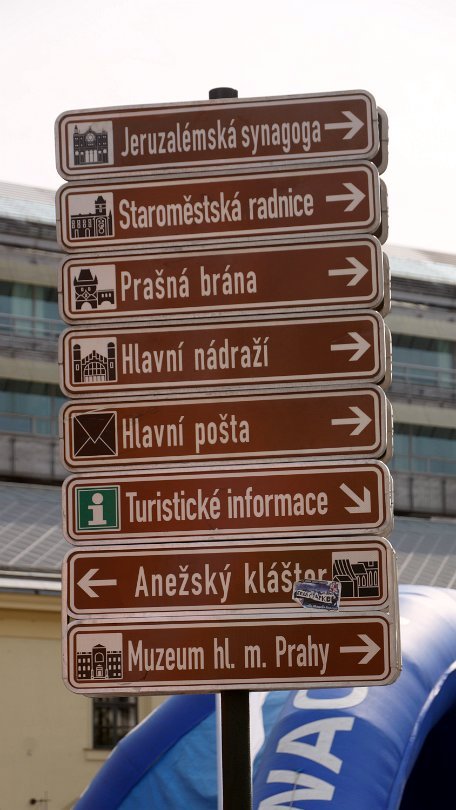 Jeruzalémská synagoga
Staroměstská radnice
Prašná brána
Hlavní nádraží
Hlavní pošta
i Turistické informace
Anežský klášter
Muzeum hl. m. Prahy